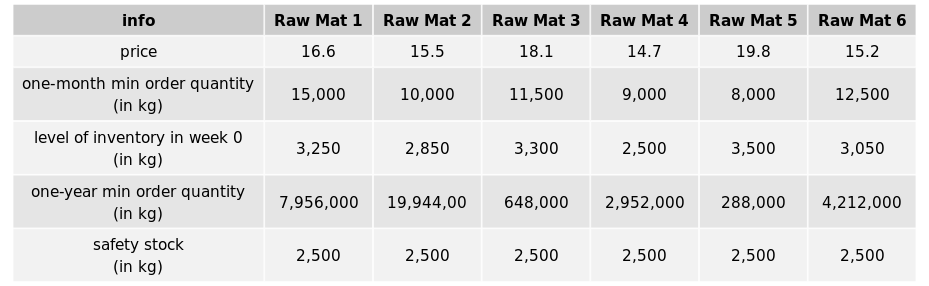 info Raw Mat 1 Raw Mat 2 Raw Mat 3 Raw Mat 4 Raw Mat 5 Raw Mat 6
price 16.6 15.5 18.1 14.7 19.8 15.2
one-month min order quantity
(in kg) 15,000 10,000 11,500 9,000 8,000 12,500
level of inventory in week 0
(in kg) 3,250 2,850 3,300 2,500 3,500 3,050
one-year min order quantity
(in kg) 7,956,000 19,944,00 648,000 2,952,000 288,000 4,212,000
safety stock
(in kg) 2,500 2,500 2,500 2,500 2,500 2,500